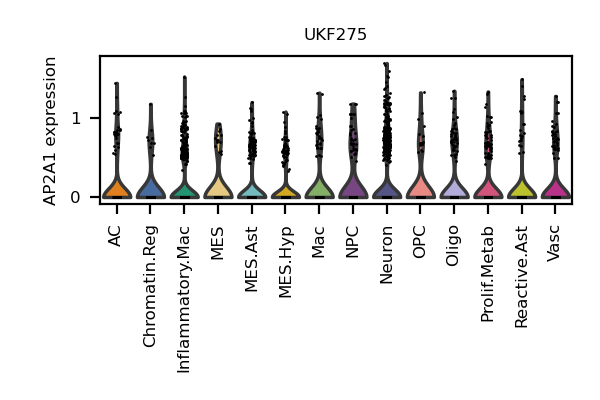 UKF275
AP2A1 expression
1
0
AC
Chromatin.Reg
Inflammatory.Mac
MES
MES.Ast
MES.Hyp
Mac
NPC
Neuron
OPC
Oligo
Prolif.Metab
Reactive.Ast
Vasc